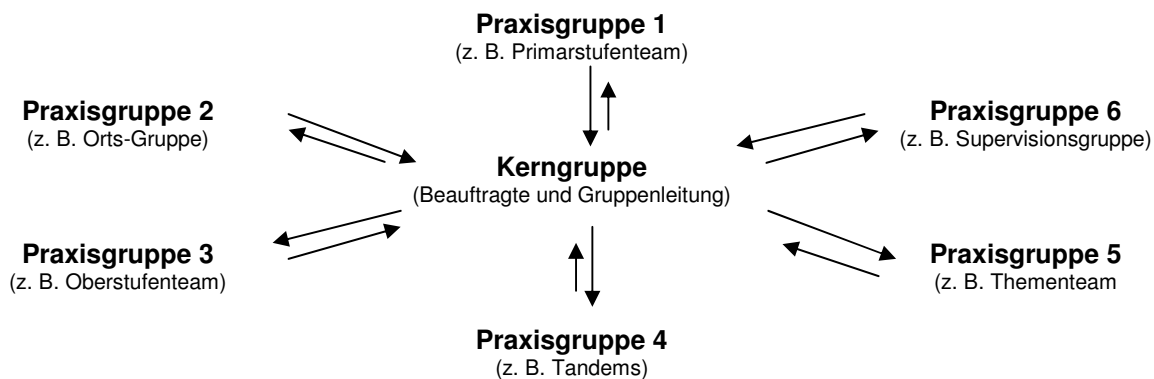 Praxisgruppe 1
(z. B. Primarstufenteam)
Praxisgruppe 2
(z. B. Orts-Gruppe)
Praxisgruppe 6
(z. B. Supervisionsgruppe)
Kerngruppe
(Beauftragte und Gruppenleitung)
Praxisgruppe 3
(z. B. Oberstufenteam)
Praxisgruppe 5
(z. B. Thementeam
Praxisgruppe 4
(z. B. Tandems)